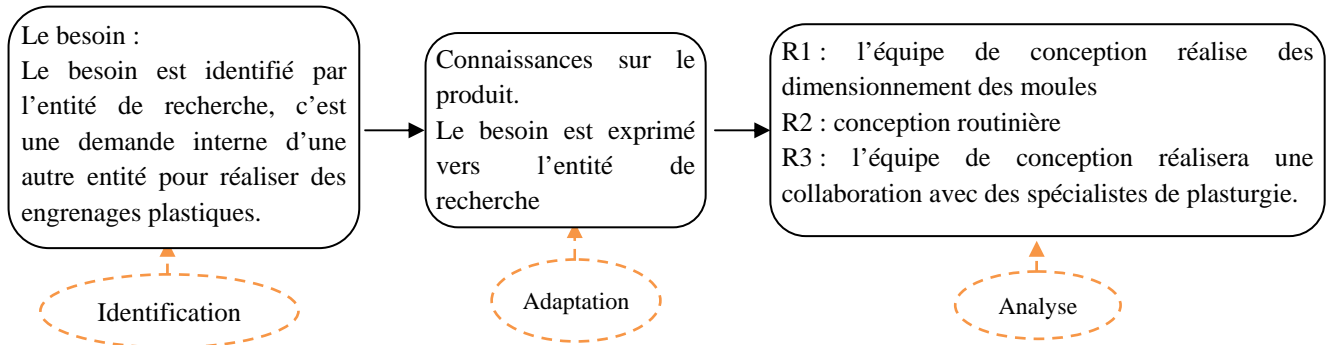 Le besoin :
Le besoin est identifié par
l’entité de recherche, c’est
une demande interne d’une
autre entité pour réaliser des
engrenages plastiques.
Connaissances sur le
produit.
Le besoin est exprimé
vers l’entité de
recherche
R1 : l’équipe de conception réalise des
dimensionnement des moules
R2 : conception routinière
R3 : l’équipe de conception réalisera une
collaboration avec des spécialistes de plasturgie.
Identification
Adaptation
Analyse